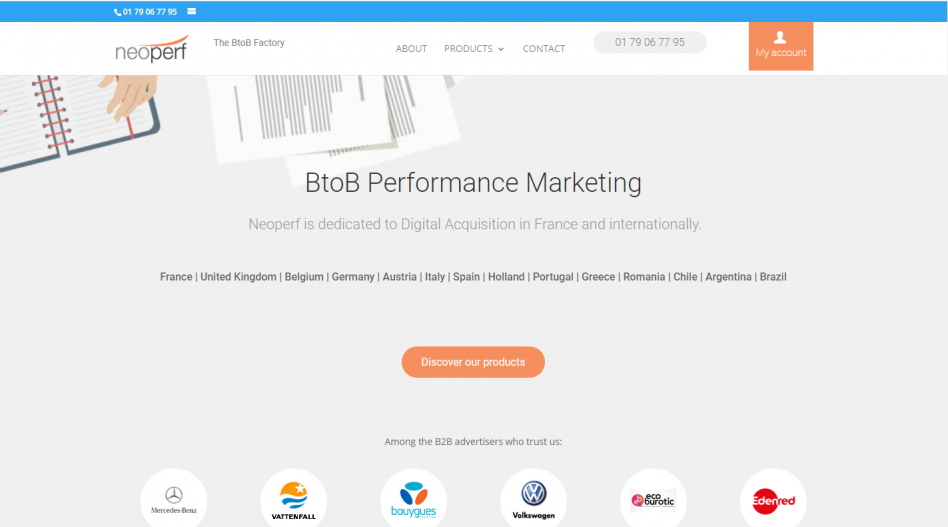 01 79 06 77 95
neoperf
The BtoB Factory
ABOUT
PRODUCTS
CONTACT
01 79 06 77 95
My account
BtoB Performance Marketing
Neoperf is dedicated to Digital Acquisition in France and internationally.
France | United Kingdom | Belgium | Germany | Austria | Italy | Spain | Holland | Portugal | Greece | Romania | Chile | Argentina | Brazil
Discover our products
Among the B2B advertisers who trust us:
Mercedes-Benz
VATTENFALL
bouygues
Volkswagen
eco
burotic
Edenred